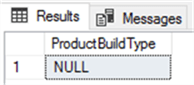 Results Messages
ProductBuildType
1 NULL